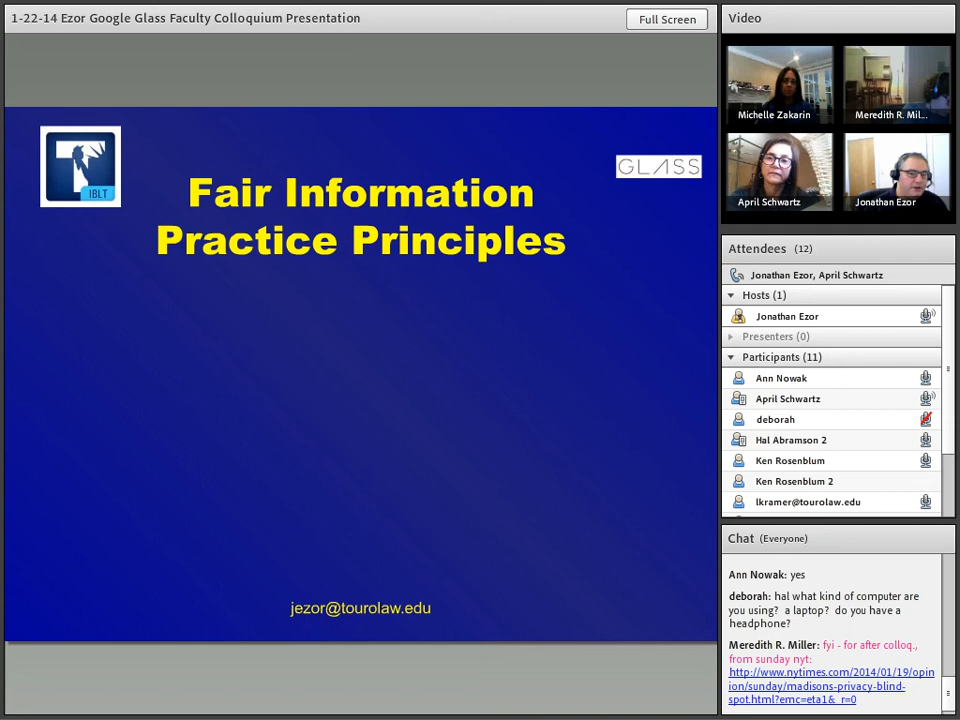 1-22-14 Ezor Google Glass Faculty Colloquium Presentation
Full Screen
IBLT
GLASS
Fair Information
Practice Principles
jezor@tourolaw.edu
Video
Michelle Zakarin
Meredith R. Mil...
April Schwartz
Jonathan Ezor
Attendees (12)
Jonathan Ezor, April Schwartz
Hosts (1)
Jonathan Ezor
Presenters (0)
Participants (11)
Ann Nowak
April Schwartz
deborah
Hal Abramson 2
Ken Rosenblum
Ken Rosenblum 2
lkramer@tourolaw.edu
Chat (Everyone)
Ann Nowak: yes
deborah: hal what kind of computer are
you using? a laptop? do you have a
headphone?
Meredith R. Miller: fyi - for after colloq.,
from sunday nyt:
http://www.nytimes.com/2014/01/19/opin
ion/sunday/madisons-privacy-blind-
spot.html?emc=eta1&_r=0